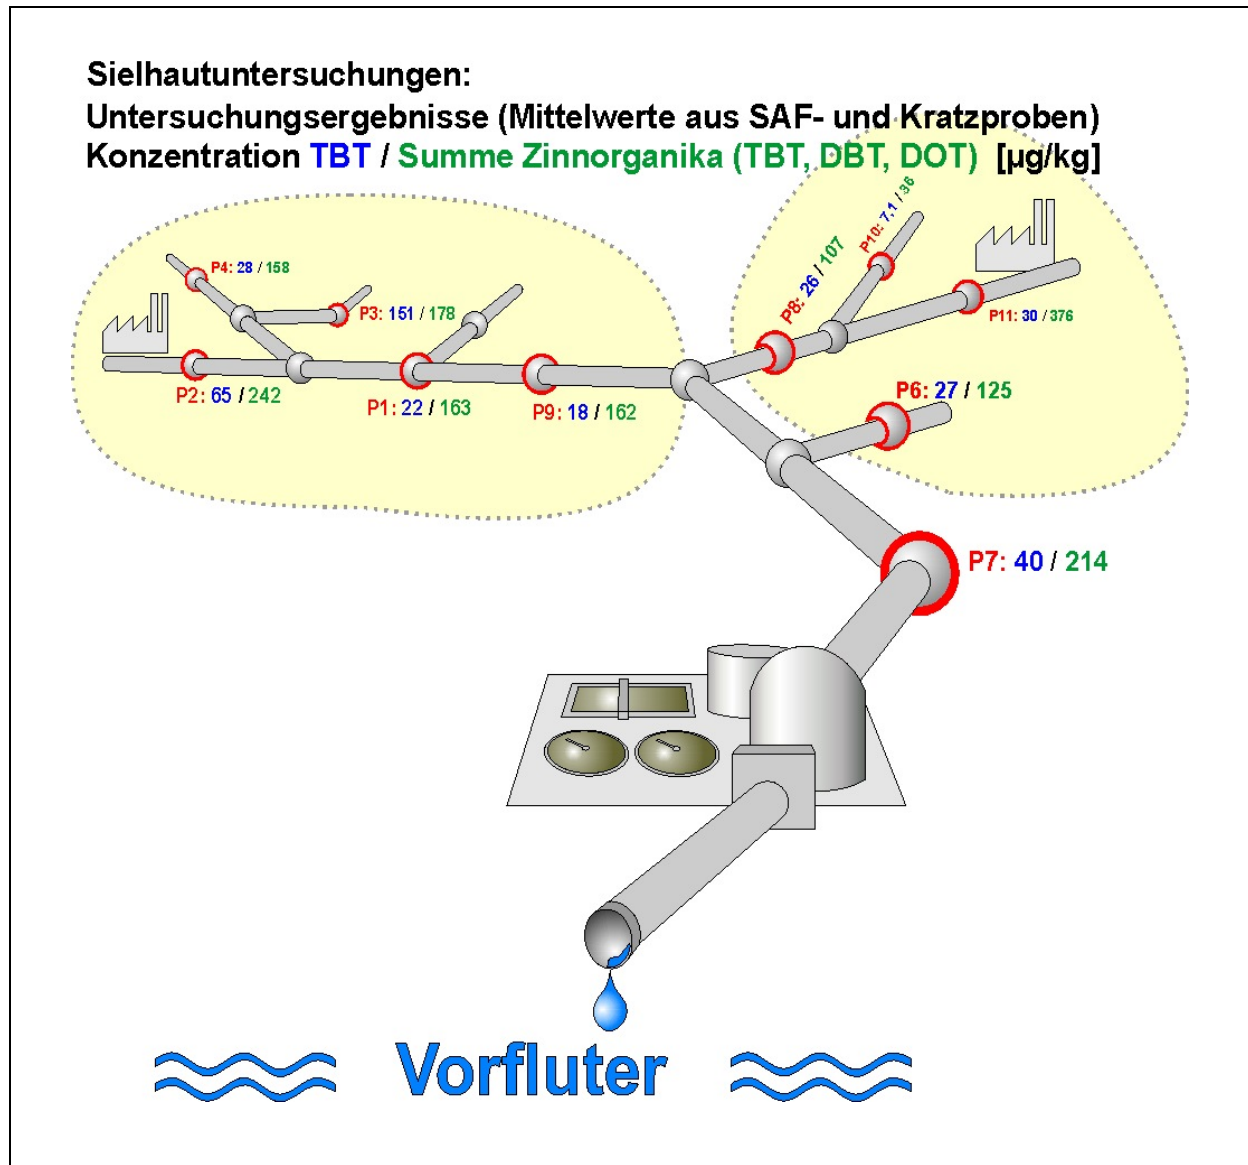 Sielhautuntersuchungen:
Untersuchungsergebnisse (Mittelwerte aus SAF- und Kratzproben)
Konzentration TBT / Summe Zinnorganika (TBT, DBT, DOT) [µg/kg]
P4: 28 / 158
P3: 151 / 178
P2: 65 / 242
P1: 22 / 163
P9: 18 / 162
P8: 26 / 107
P10: 7,1 / 36
P11: 30 / 376
P6: 27 / 125
P7: 40 / 214
Vorfluter